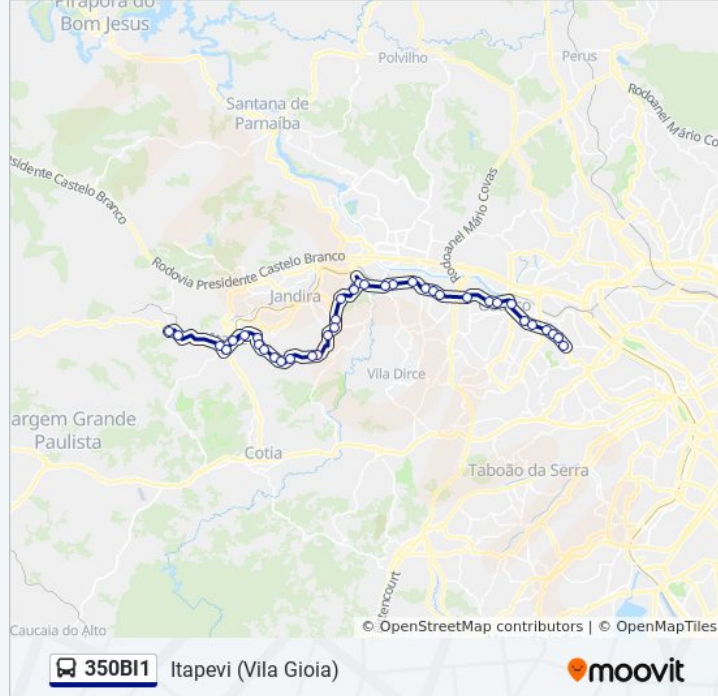 Pirapora do
Bom Jesus
Polvilho
Perus
Rodoanel Mário Co
Santana de
Parnaíba
esidente Castelo Branco
Rodoanel Mário Covas
Rodovia Presidente Castelo Branco
Jandira
Vila Dirce
argem Grande
Paulista
Cotia
Taboão da Serra
tencourt
Caucaia do Alto
© OpenStreetMap contributors | © OpenMapTiles
350BI1 Itapevi (Vila Gioia)
moovit